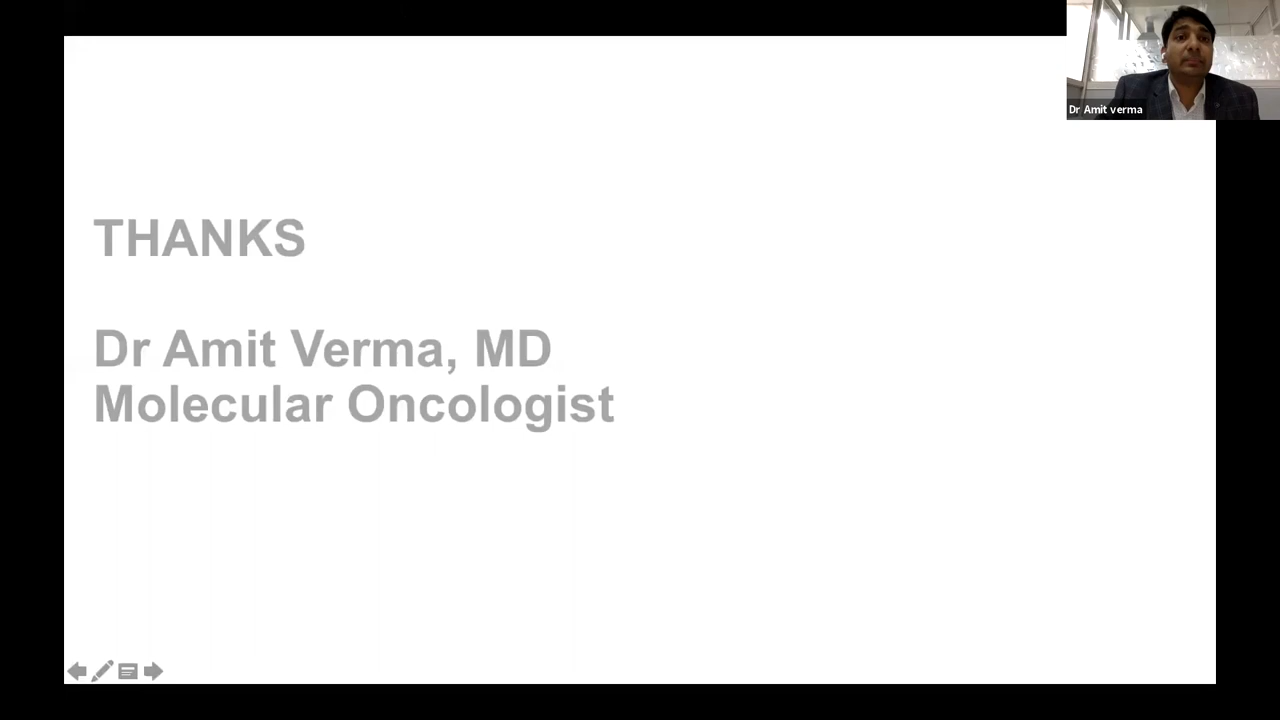 Dr Amit verma
THANKS
Dr Amit Verma, MD
Molecular Oncologist